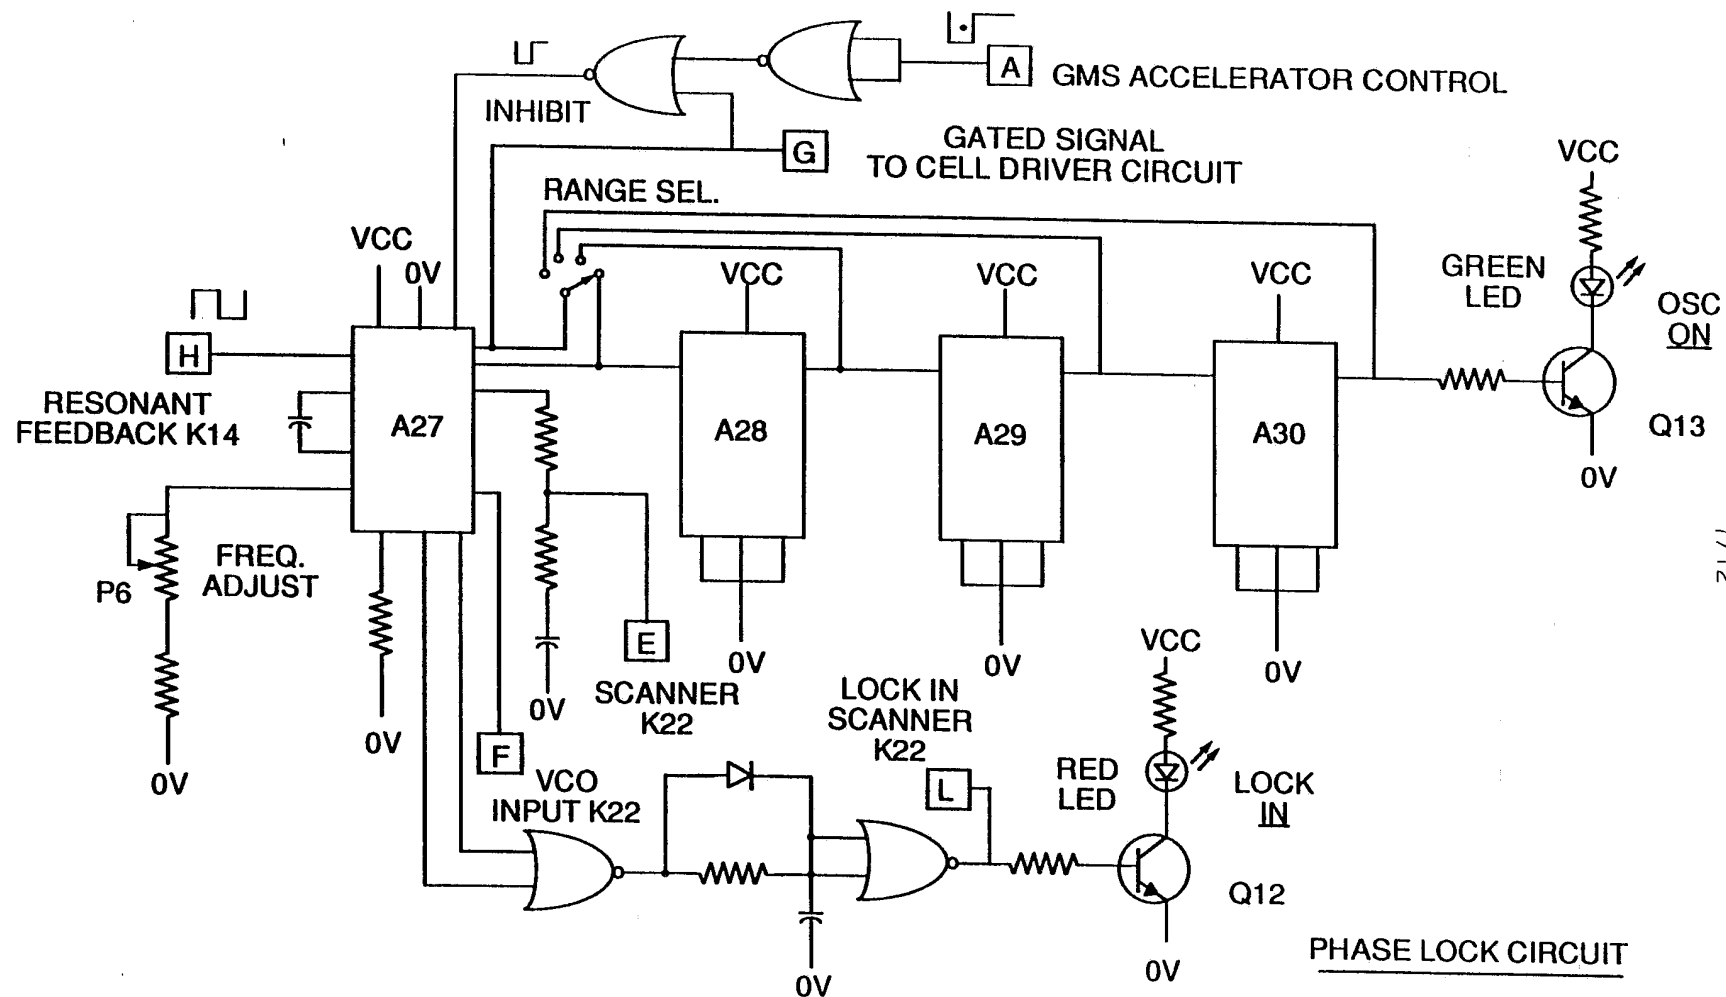 A
GMS ACCELERATOR CONTROL
INHIBIT
G
GATED SIGNAL
TO CELL DRIVER CIRCUIT
RANGE SEL.
VCC
VCC
0V
VCC
VCC
VCC
GREEN
LED
OSC
ON
H
RESONANT
FEEDBACK K14
A27
A28
A29
A30
Q13
0V
FREQ.
ADJUST
P6
E
SCANNER
K22
0V
0V
0V
VCC
0V
0V
0V
F
VCO
INPUT K22
LOCK IN
SCANNER
K22
L
RED
LED
LOCK
IN
Q12
0V
0V
PHASE LOCK CIRCUIT